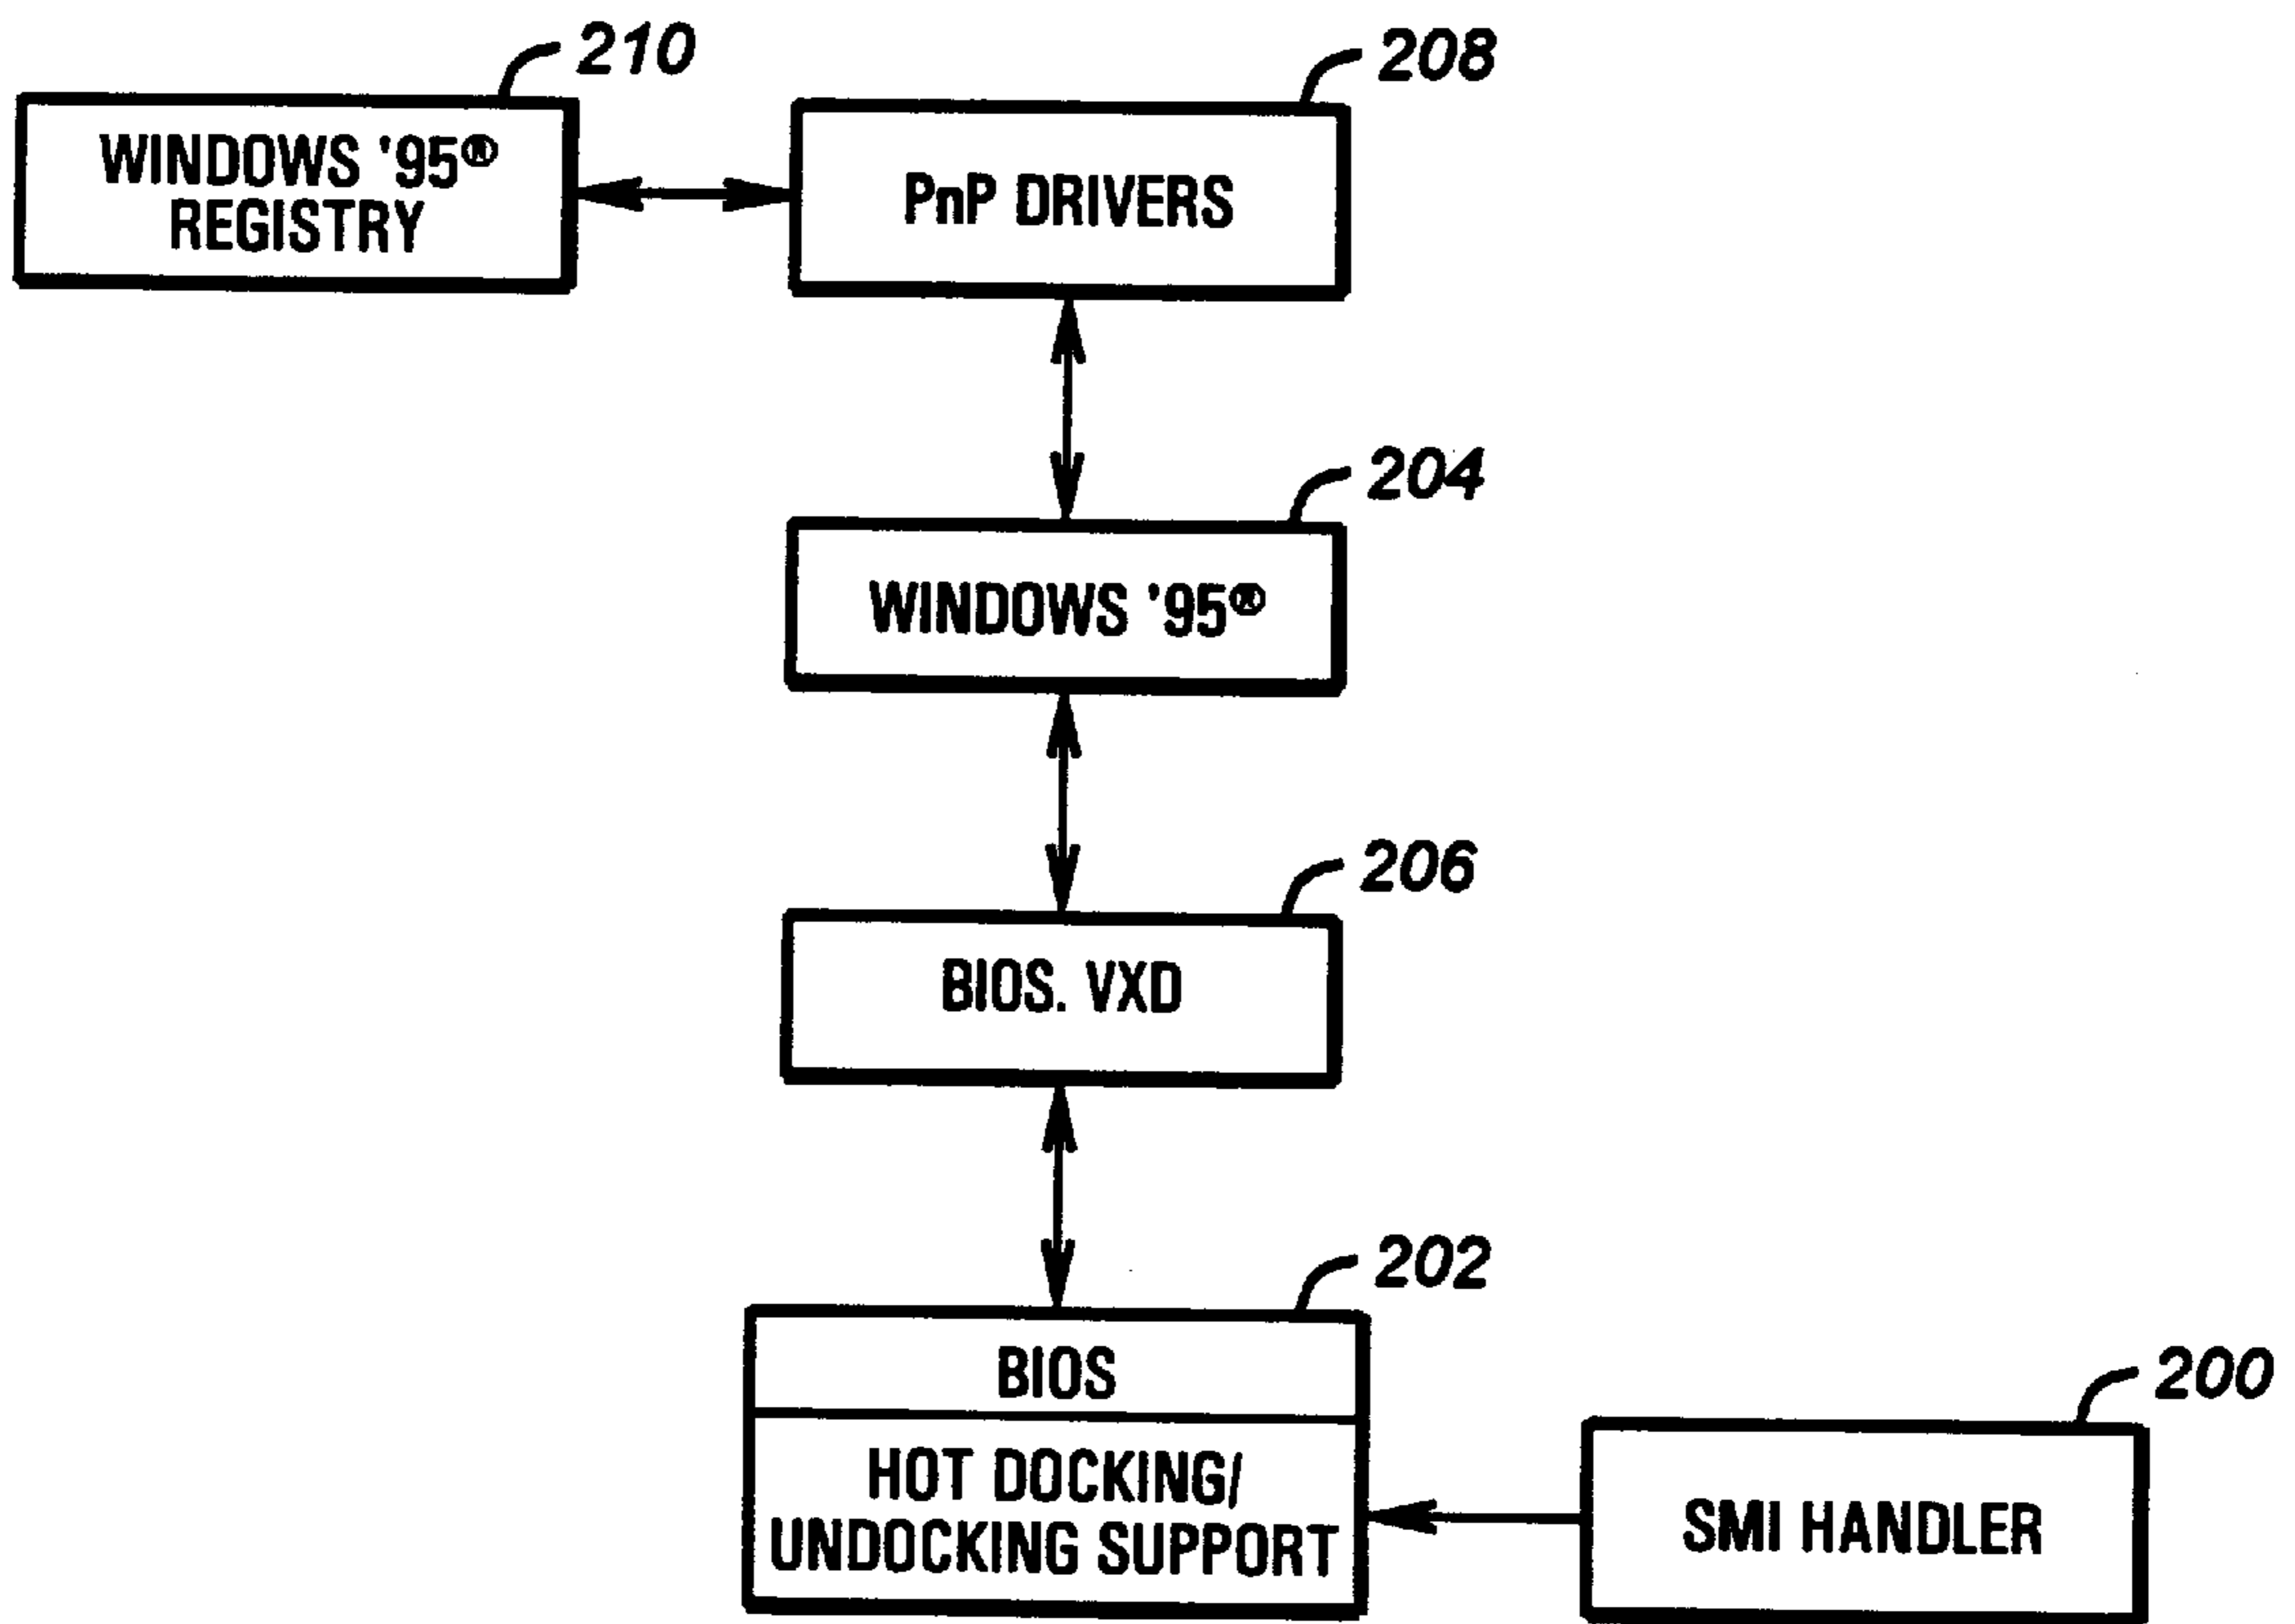 210
WINDOWS '95®
REGISTRY
208
PnP DRIVERS
204
WINDOWS '95®
206
BIOS. VXD
202
BIOS
HOT DOCKING/
UNDOCKING SUPPORT
200
SMI HANDLER